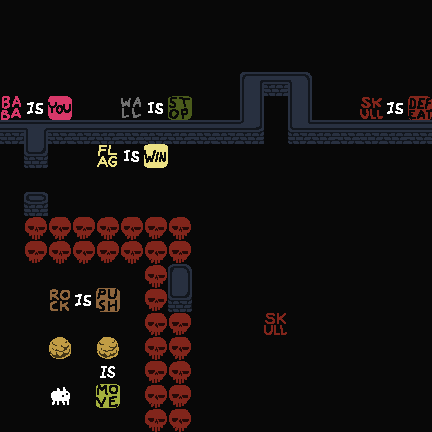 BABA IS YOU WALL IS STOP SKULL IS DEFEAT
FLAG IS WIN
ROCK IS PUSH
SKULL
IS
MOVE